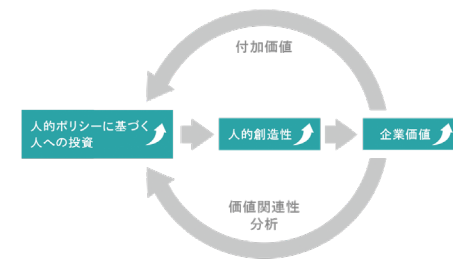 付加価値
人的ポリシーに基づく
人への投資
人的創造性
企業価値
価値関連性
分析